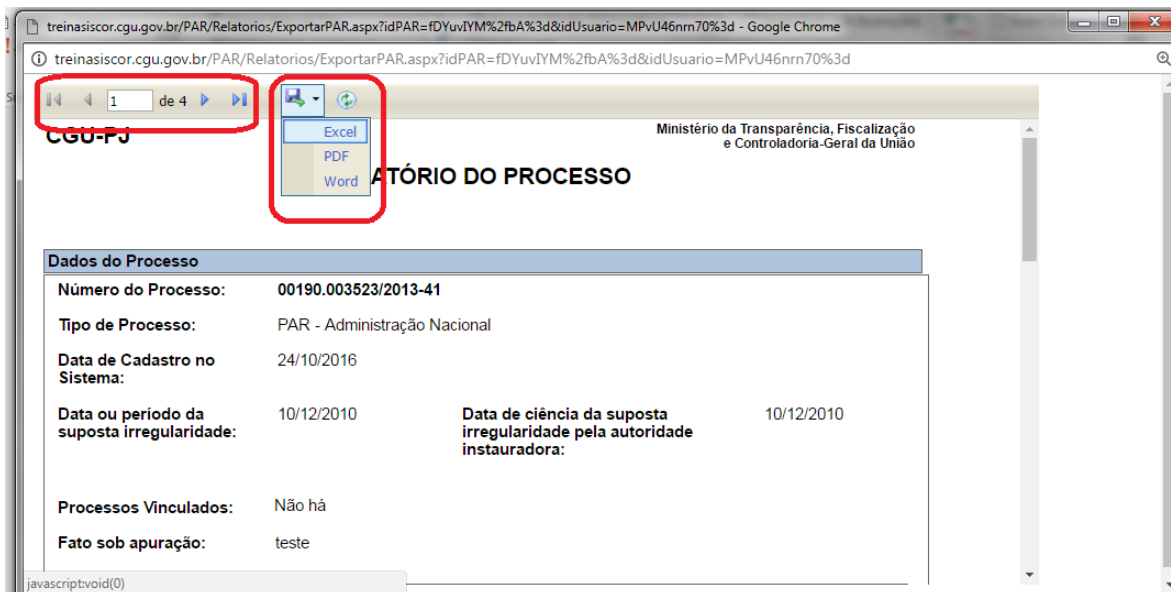 treinasiscor.cgu.gov.br/PAR/Relatorios/ExportarPAR.aspx?idPAR=fDYuvIYM%2fbA%3d&idUsuario=MPvU46nrn70%3d - Google Chrome
treinasiscor.cgu.gov.br/PAR/Relatorios/ExportarPAR.aspx?idPAR=fDYuvIYM%2fbA%3d&idUsuario=MPvU46nrn70%3d
1 de 4
Excel
PDF
Word
CGU-PJ
Ministério da Transparência, Fiscalização
e Controladoria-Geral da União
ATÓRIO DO PROCESSO
Dados do Processo
Número do Processo: 00190.003523/2013-41
Tipo de Processo: PAR - Administração Nacional
Data de Cadastro no 24/10/2016
Sistema:
Data ou período da 10/12/2010 Data de ciência da suposta 10/12/2010
suposta irregularidade: irregularidade pela autoridade
instauradora:
Processos Vinculados: Não há
Fato sob apuração: teste
javascript:void(0)